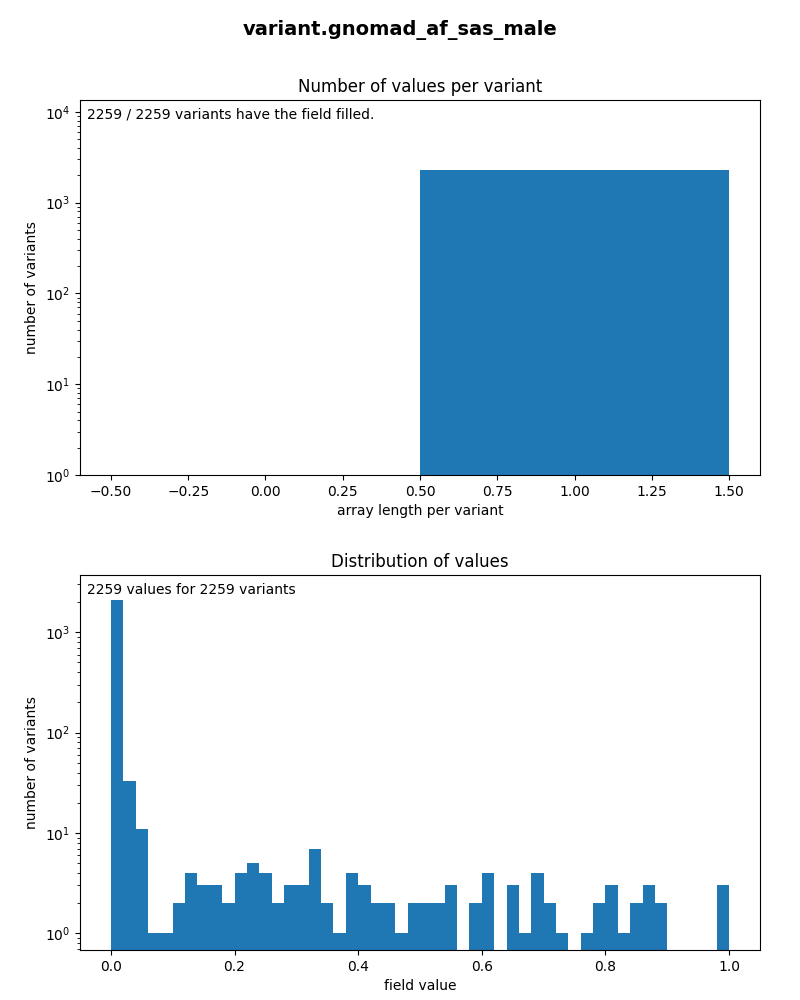 variant.gnomad_af_sas_male
Number of values per variant
2259 / 2259 variants have the field filled.
10⁴
10³
10²
10¹
10⁰
number of variants
−0.50 −0.25 0.00 0.25 0.50 0.75 1.00 1.25 1.50
array length per variant
Distribution of values
2259 values for 2259 variants
10³
10²
10¹
10⁰
number of variants
0.0 0.2 0.4 0.6 0.8 1.0
field value